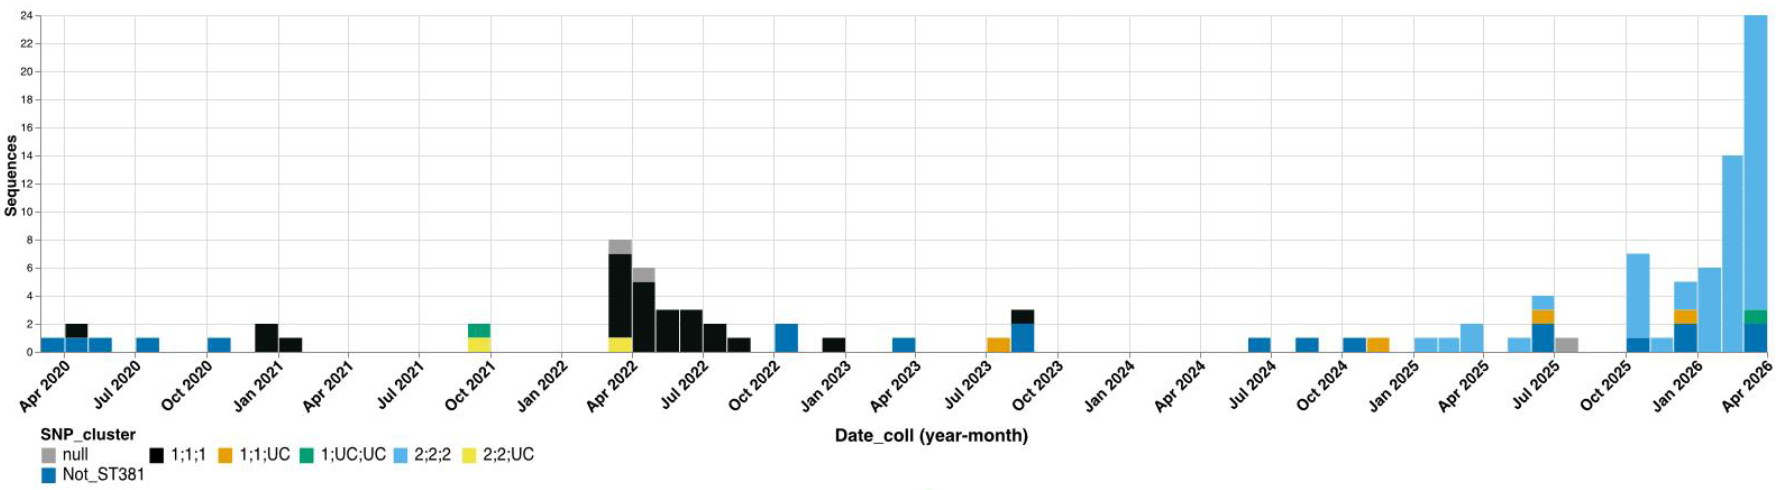 24
22
20
18
16
14
12
10
8
6
4
2
0
Sequences
Apr 2020
Jul 2020
Oct 2020
Jan 2021
Apr 2021
Jul 2021
Oct 2021
Jan 2022
Apr 2022
Jul 2022
Oct 2022
Jan 2023
Apr 2023
Jul 2023
Oct 2023
Jan 2024
Apr 2024
Jul 2024
Oct 2024
Jan 2025
Apr 2025
Jul 2025
Oct 2025
Jan 2026
Apr 2026
Date_coll (year-month)
SNP_cluster
null 1;1;1 1;1;UC 1;UC;UC 2;2;2 2;2;UC
Not_ST381